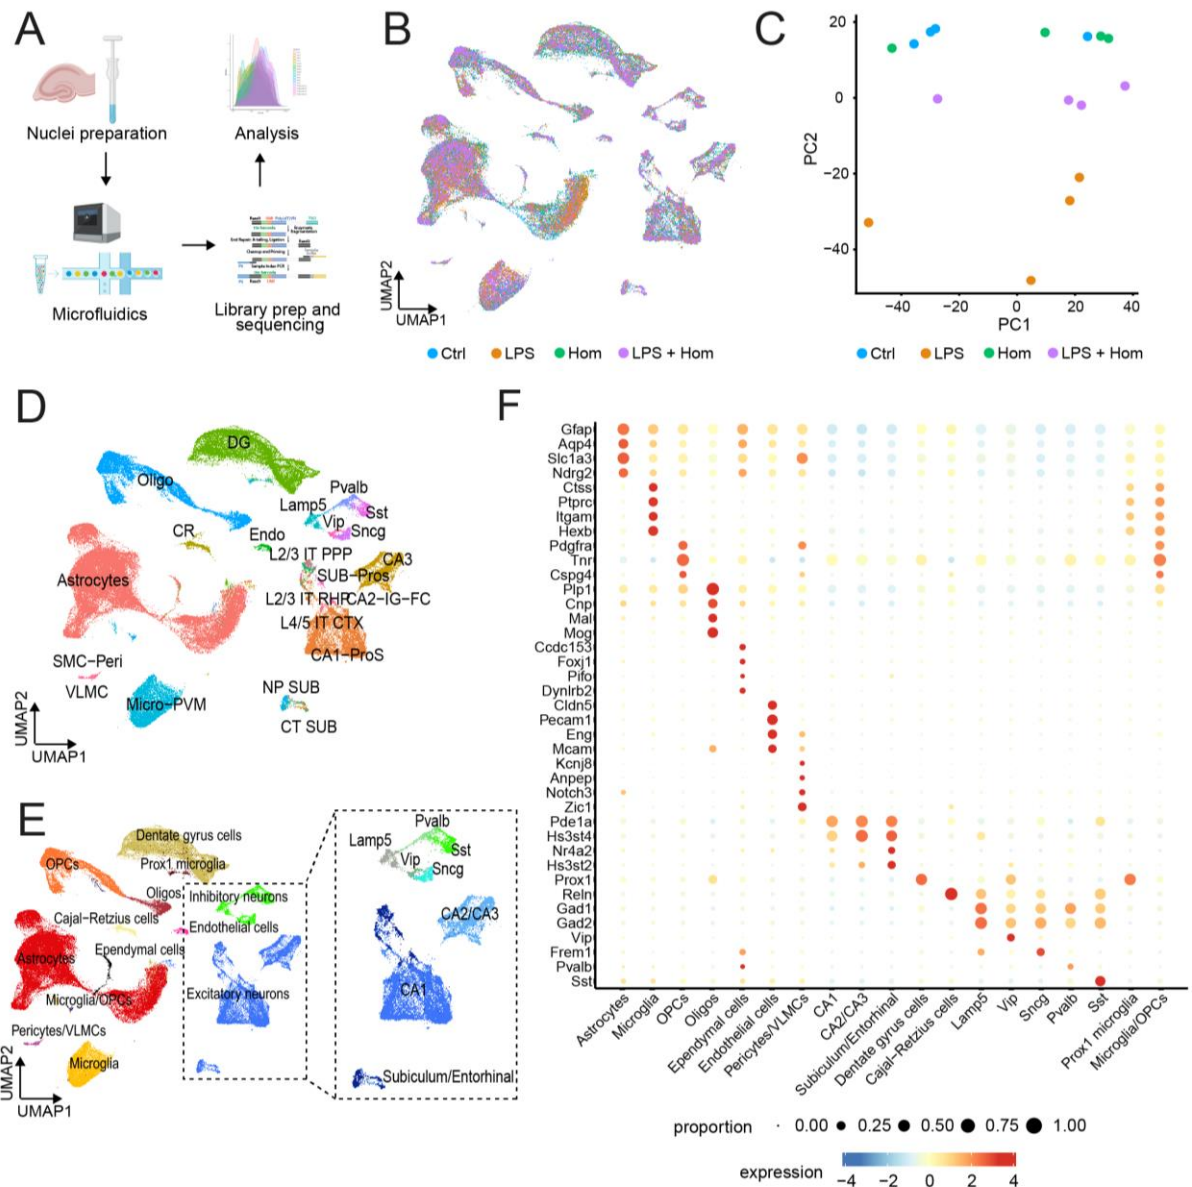 A
Nuclei preparation
Analysis
Microfluidics
Library prep and
sequencing
B
UMAP2
UMAP1
Ctrl
LPS
Hom
LPS + Hom
C
20
0
−20
−40
PC2
−40
−20
0
20
40
PC1
Ctrl
LPS
Hom
LPS + Hom
D
DG
Oligo
Pvalb
Lamp5
Sst
Vip
Sncg
CR
Endo
L2/3 IT PPP
CA3
SUB−Pros
Astrocytes
L2/3 IT RHP
CA2−IG−FC
L4/5 IT CTX
CA1−ProS
SMC−Peri
VLMC
Micro−PVM
NP SUB
CT SUB
UMAP2
UMAP1
E
Dentate gyrus cells
OPCs
Prox1 microglia
Oligos
Inhibitory neurons
Cajal−Retzius cells
Endothelial cells
Ependymal cells
Astrocytes
Microglia/OPCs
Excitatory neurons
Pericytes/VLMCs
Microglia
UMAP2
UMAP1
Pvalb
Lamp5
Sst
Vip
Sncg
CA2/CA3
CA1
Subiculum/Entorhinal
F
Gfap
Aqp4
Slc1a3
Ndrg2
Ctss
Ptprc
Itgam
Hexb
Pdgfra
Tnr
Cspg4
Plp1
Cnp
Mal
Mog
Ccdc153
Foxj1
Pifo
Dynlrb2
Cldn5
Pecam1
Eng
Mcam
Kcnj8
Anpep
Notch3
Zic1
Pde1a
Hs3st4
Nr4a2
Hs3st2
Prox1
Reln
Gad1
Gad2
Vip
Frem1
Pvalb
Sst
Astrocytes
Microglia
OPCs
Oligos
Ependymal cells
Endothelial cells
Pericytes/VLMCs
CA1
CA2/CA3
Subiculum/Entorhinal
Dentate gyrus cells
Cajal−Retzius cells
Lamp5
Vip
Sncg
Pvalb
Sst
Prox1 microglia
Microglia/OPCs
proportion
0.00
0.25
0.50
0.75
1.00
expression
−4
−2
0
2
4